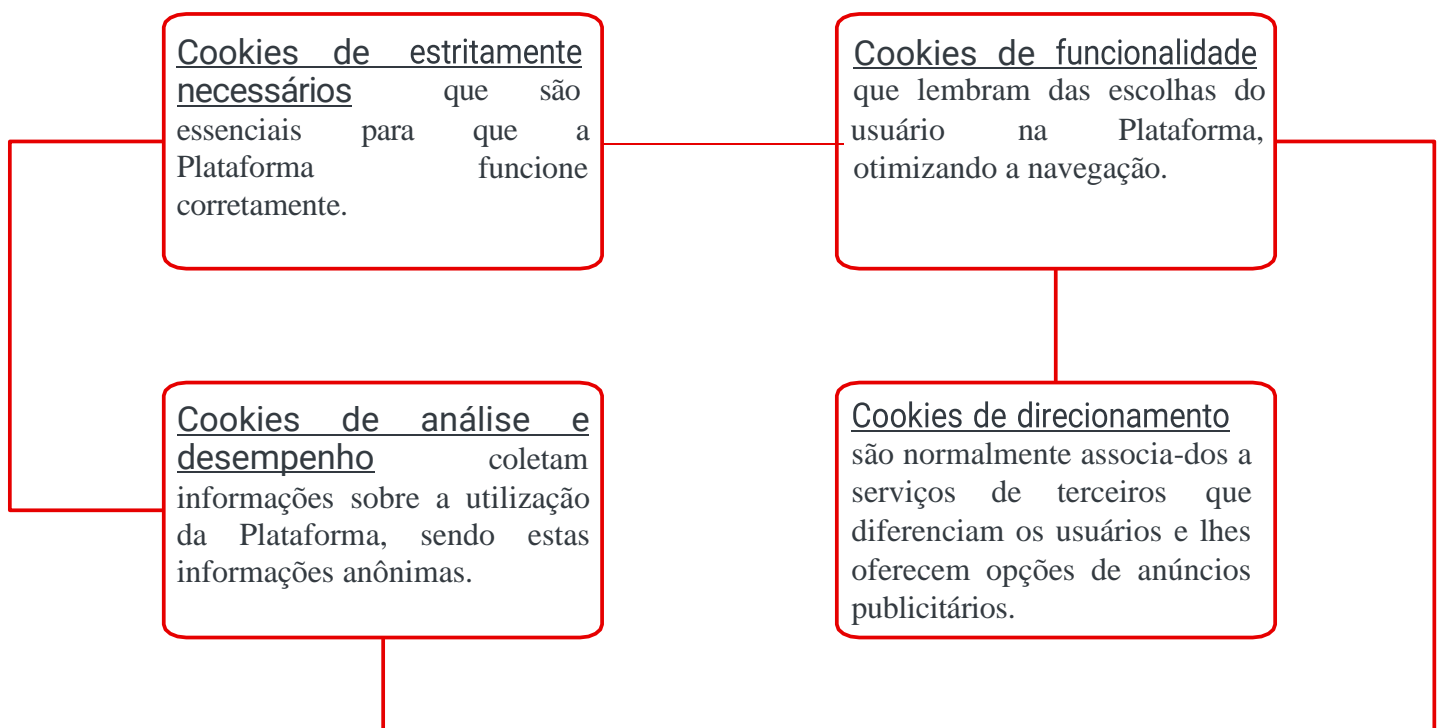 Cookies de estritamente
necessários que são
essenciais para que a
Plataforma funcione
corretamente.
Cookies de funcionalidade
que lembram das escolhas do
usuário na Plataforma,
otimizando a navegação.
Cookies de análise e
desempenho coletam
informações sobre a utilização
da Plataforma, sendo estas
informações anônimas.
Cookies de direcionamento
são normalmente associa-dos a
serviços de terceiros que
diferenciam os usuários e lhes
oferecem opções de anúncios
publicitários.